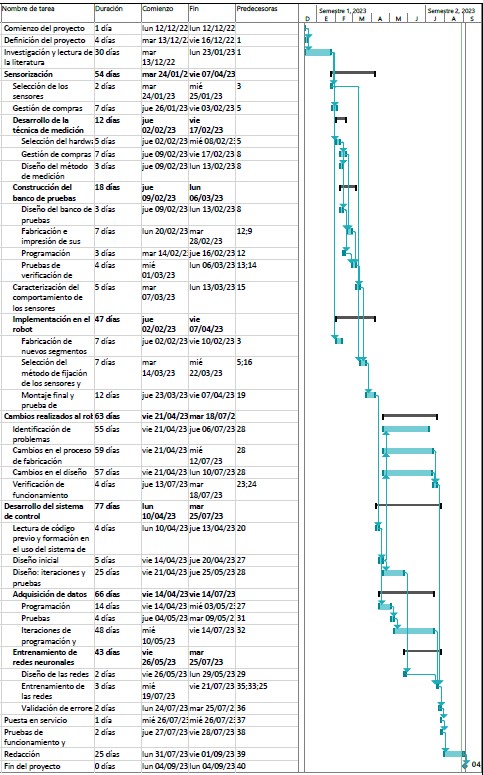 Nombre de tarea Duración Comienzo Fin Predecesoras
Semestre 1, 2023 Semestre 2, 2023
D E F M A M J J A S
Comienzo del proyecto 1 día lun 12/12/22 lun 12/12/22
Definición del proyecto 4 días mar 13/12/22 vie 16/12/22 1
Investigación y lectura de 30 días mar lun 23/01/23 1
la literatura 13/12/22
Sensorización 54 días mar 24/01/2 vie 07/04/23
Selección de los 2 días mar mié 3
sensores 24/01/23 25/01/23
Gestión de compras 7 días jue 26/01/23 vie 03/02/23 5
Desarrollo de la 12 días jue vie
técnica de medición 02/02/23 17/02/23
Selección del hardwa 5 días jue 02/02/23 mié 08/02/23 5
Gestión de compras 7 días jue 09/02/23 vie 17/02/23 8
Diseño del método 3 días jue 09/02/23 lun 13/02/23 8
de medición
Construcción del 18 días jue lun
banco de pruebas 09/02/23 06/03/23
Diseño del banco de 3 días jue 09/02/23 lun 13/02/23 8
pruebas
Fabricación e 7 días lun 20/02/23 mar 12;9
impresión de sus 28/02/23
Programación 3 días mar 14/02/23 jue 16/02/23 12
Pruebas de 4 días mié lun 06/03/23 13;14
verificación de 01/03/23
Caracterización del 5 días mar lun 13/03/23 15
comportamiento de 07/03/23
los sensores
Implementación en el 47 días jue vie
robot 02/02/23 07/04/23
Fabricación de 7 días jue 02/02/23 vie 10/02/23 3
nuevos segmentos
Selección del 7 días mar mié 5;16
método de fijación 14/03/23 22/03/23
de los sensores y
Montaje final y 12 días jue 23/03/23 vie 07/04/23 19
prueba de
Cambios realizados al rob 63 días vie 21/04/23 mar 18/07/2
Identificación de 55 días vie 21/04/23 jue 06/07/23 28
problemas
Cambios en el proceso 59 días vie 21/04/23 mié 28
de fabricación 12/07/23
Cambios en el diseño 57 días vie 21/04/23 lun 10/07/23 28
Verificación de 4 días jue 13/07/23 mar 23;24
funcionamiento 18/07/23
Desarrollo del sistema 77 días lun mar
de control 10/04/23 25/07/23
Lectura de código 4 días lun 10/04/23 jue 13/04/23 20
previo y formación en
el uso del sistema de
Diseño inicial 5 días vie 14/04/23 jue 20/04/23 27
Diseño: iteraciones y 25 días vie 21/04/23 jue 25/05/23 28
pruebas
Adquisición de datos 66 días vie 14/04/23 vie 14/07/23
Programación 14 días vie 14/04/23 mié 03/05/23 27
Pruebas 4 días jue 04/05/23 mar 09/05/23 31
Iteraciones de 48 días mié vie 14/07/23 32
programación y 10/05/23
Entrenamiento de 43 días vie mar
redes neuronales 26/05/23 25/07/23
Diseño de las redes 2 días vie 26/05/23 lun 29/05/23 29
Entrenamiento de 3 días mié vie 21/07/23 35;33;25
las redes 19/07/23
Validación de errore 2 días lun 24/07/23 mar 25/07/23 36
Puesta en servicio 1 día mié 26/07/23 mié 26/07/23 37
Pruebas de 2 días jue 27/07/23 vie 28/07/23 38
funcionamiento y
Redacción 25 días lun 31/07/23 vie 01/09/23 39
Fin del proyecto 0 días lun 04/09/23 lun 04/09/23 40
04